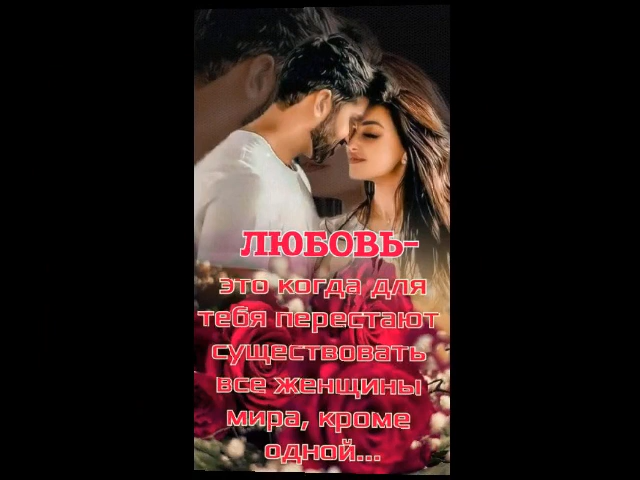 ЛЮБОВЬ-
это когда для
тебя перестают
существовать
все женщины
мира, кроме
одной...